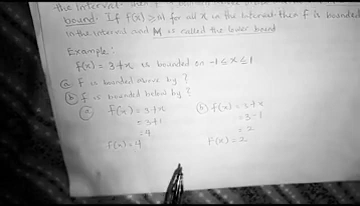 the interval. then
bound. If f(x) ≥ M for all x in the Interval then f is bounded
in the interval and M is called the lower bound
Example:
f(x) = 3+x is bounded on -1 ≤ x ≤ 1
(a) f is bounded above by ?
(b) f is bounded below by ?
(a) f(x) = 3+x
= 3+1
= 4
f(x) = 4
(b) f(x) = 3+x
= 3-1
= 2
f(x) = 2